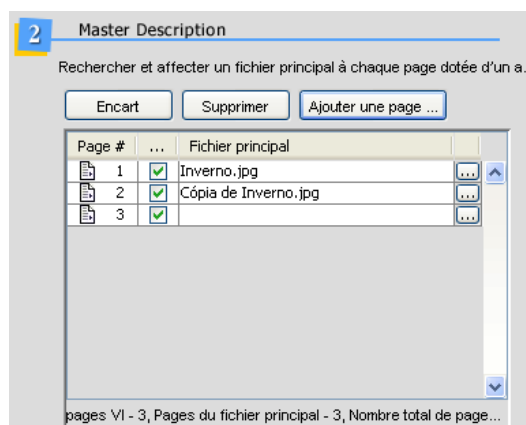 2 Master Description
Rechercher et affecter un fichier principal à chaque page dotée d'un a.
Encart Supprimer Ajouter une page ...
Page # ... Fichier principal
1 Inverno.jpg ...
2 Cópia de Inverno.jpg ...
3 ...
pages VI - 3, Pages du fichier principal - 3, Nombre total de page...